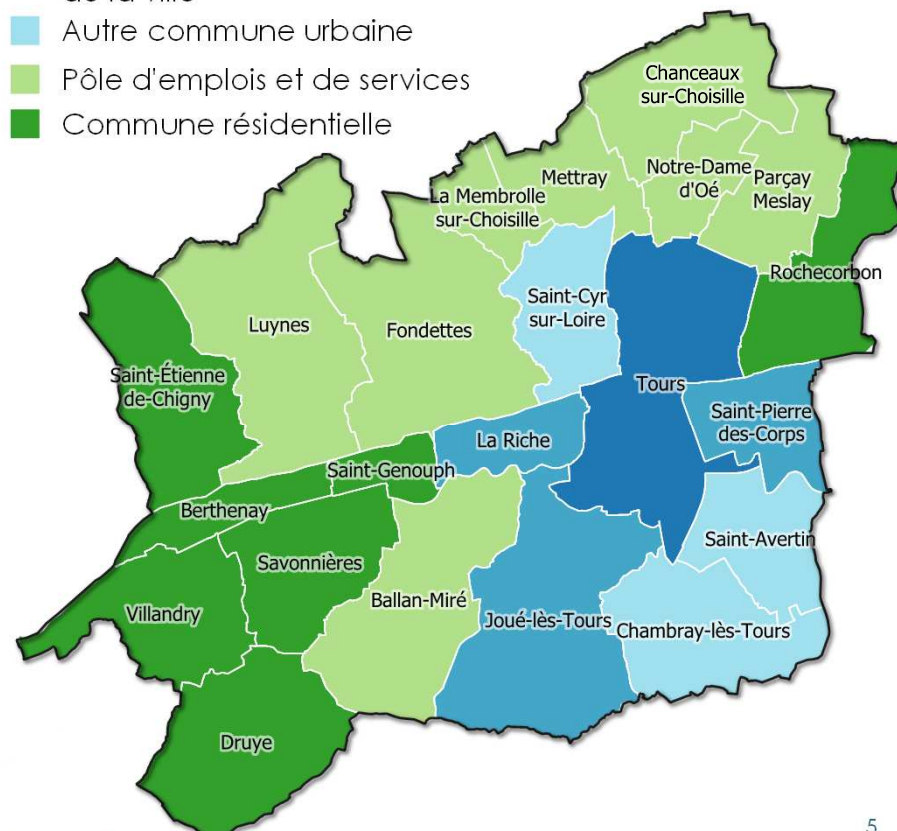 de la ville
Autre commune urbaine
Pôle d'emplois et de services
Commune résidentielle
Chanceaux
sur-Choisille
Notre-Dame
d'Oé
Parçay
Meslay
Mettray
La Membrolle
sur-Choisille
Rochecorbon
Saint-Cyr
sur-Loire
Luynes
Fondettes
Saint-Étienne
de-Chigny
Tours
Saint-Pierre
des-Corps
La Riche
Saint-Genouph
Berthenay
Saint-Avertin
Savonnières
Ballan-Miré
Villandry
Joué-lès-Tours
Chambray-lès-Tours
Druye
5